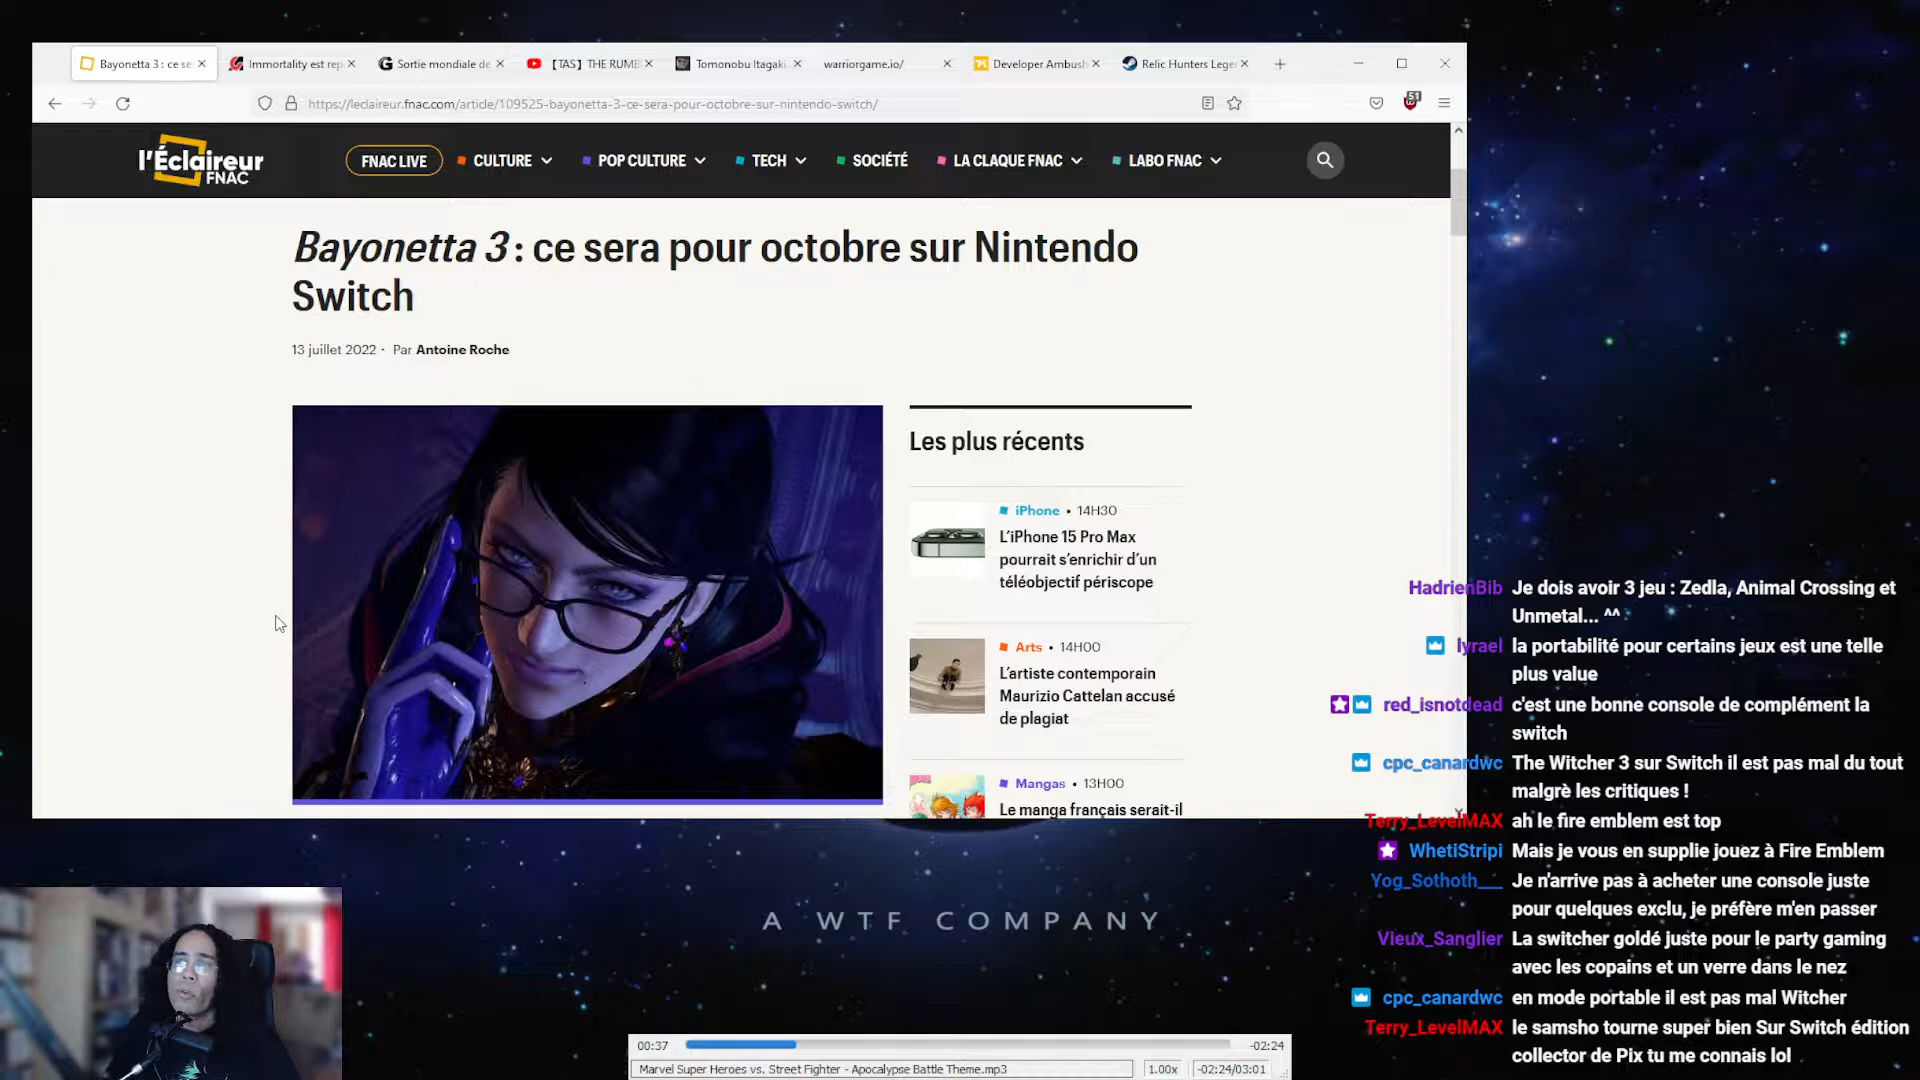 Bayonetta 3 : ce se
Immortality est rep
Sortie mondiale de
【TAS】THE RUMB
Tomonobu Itagaki
warriorgame.io/
Developer Ambush
Relic Hunters Leger
https://leclaireur.fnac.com/article/109525-bayonetta-3-ce-sera-pour-octobre-sur-nintendo-switch/
51
l'Éclaireur
FNAC
FNAC LIVE
CULTURE
POP CULTURE
TECH
SOCIÉTÉ
LA CLAQUE FNAC
LABO FNAC
Bayonetta 3 : ce sera pour octobre sur Nintendo
Switch
13 juillet 2022 · Par Antoine Roche
Les plus récents
iPhone • 14H30
L'iPhone 15 Pro Max
pourrait s'enrichir d'un
téléobjectif périscope
Arts • 14H00
L'artiste contemporain
Maurizio Cattelan accusé
de plagiat
Mangas • 13H00
Le manga français serait-il
HadrienBib Je dois avoir 3 jeu : Zedla, Animal Crossing et
Unmetal... ^^
lyrael la portabilité pour certains jeux est une telle
plus value
red_isnotdead c'est une bonne console de complément la
switch
cpc_canardwc The Witcher 3 sur Switch il est pas mal du tout
malgrè les critiques !
Terry_LevelMAX ah le fire emblem est top
WhetiStripi Mais je vous en supplie jouez à Fire Emblem
Yog_Sothoth___ Je n'arrive pas à acheter une console juste
pour quelques exclu, je préfère m'en passer
Vieux_Sanglier La switcher goldé juste pour le party gaming
avec les copains et un verre dans le nez
cpc_canardwc en mode portable il est pas mal Witcher
Terry_LevelMAX le samsho tourne super bien Sur Switch édition
collector de Pix tu me connais lol
A WTF COMPANY
00:37
-02:24
Marvel Super Heroes vs. Street Fighter - Apocalypse Battle Theme.mp3
1.00x
-02:24/03:01